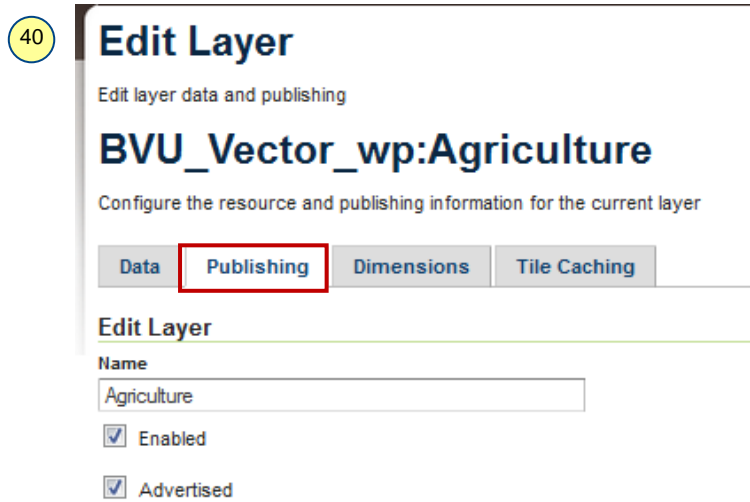 40
Edit Layer
Edit layer data and publishing
BVU_Vector_wp:Agriculture
Configure the resource and publishing information for the current layer
Data Publishing Dimensions Tile Caching
Edit Layer
Name
Agriculture
Enabled
Advertised